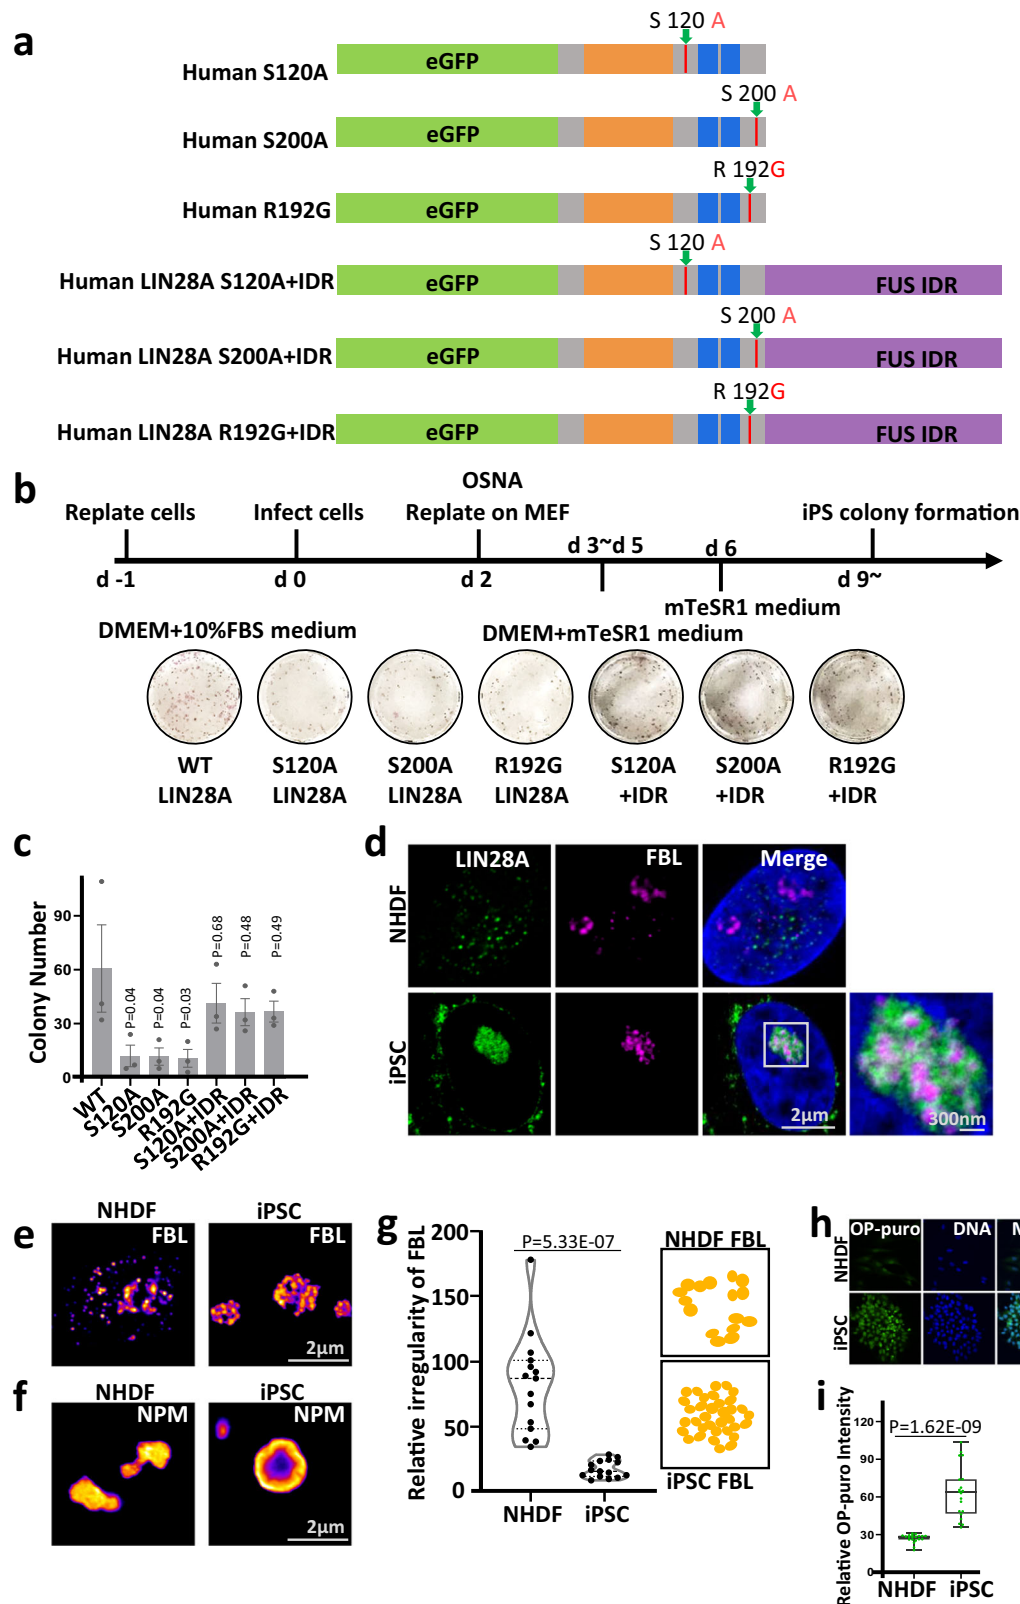 a
S 120 A
Human S120A
eGFP
S 200 A
Human S200A
eGFP
R 192G
Human R192G
eGFP
S 120 A
Human LIN28A S120A+IDR
eGFP
FUS IDR
S 200 A
Human LIN28A S200A+IDR
eGFP
FUS IDR
R 192G
Human LIN28A R192G+IDR
eGFP
FUS IDR
b
OSNA
Replate cells
Infect cells
Replate on MEF
iPS colony formation
d 3~d 5
d 6
d -1
d 0
d 2
d 9~
mTeSR1 medium
DMEM+10%FBS medium
DMEM+mTeSR1 medium
WT
LIN28A
S120A
LIN28A
S200A
LIN28A
R192G
LIN28A
S120A
+IDR
S200A
+IDR
R192G
+IDR
c
Colony Number
90
60
30
0
P=0.04
P=0.04
P=0.03
P=0.68
P=0.48
P=0.49
WT
S120A
S200A
R192G
S120A+IDR
S200A+IDR
R192G+IDR
d
LIN28A
FBL
Merge
NHDF
iPSC
2μm
300nm
e
NHDF
iPSC
FBL
FBL
2μm
f
NHDF
iPSC
NPM
NPM
2μm
g
Relative irregularity of FBL
200
150
100
50
0
P=5.33E-07
NHDF
iPSC
NHDF FBL
iPSC FBL
h
OP-puro
DNA
M
NHDF
iPSC
i
Relative OP-puro Intensity
120
90
60
30
0
P=1.62E-09
NHDF
iPSC